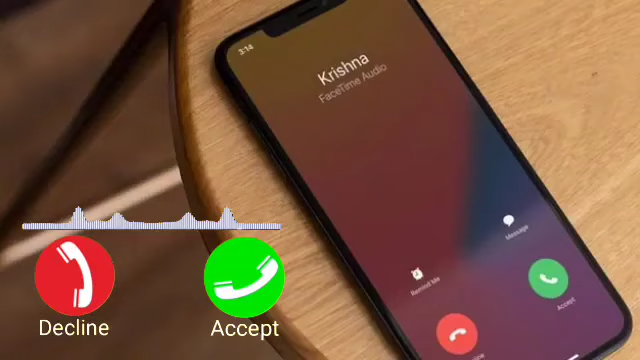 3:14
Krishna
FaceTime Audio
Message
Remind Me
Accept
Decline
Accept